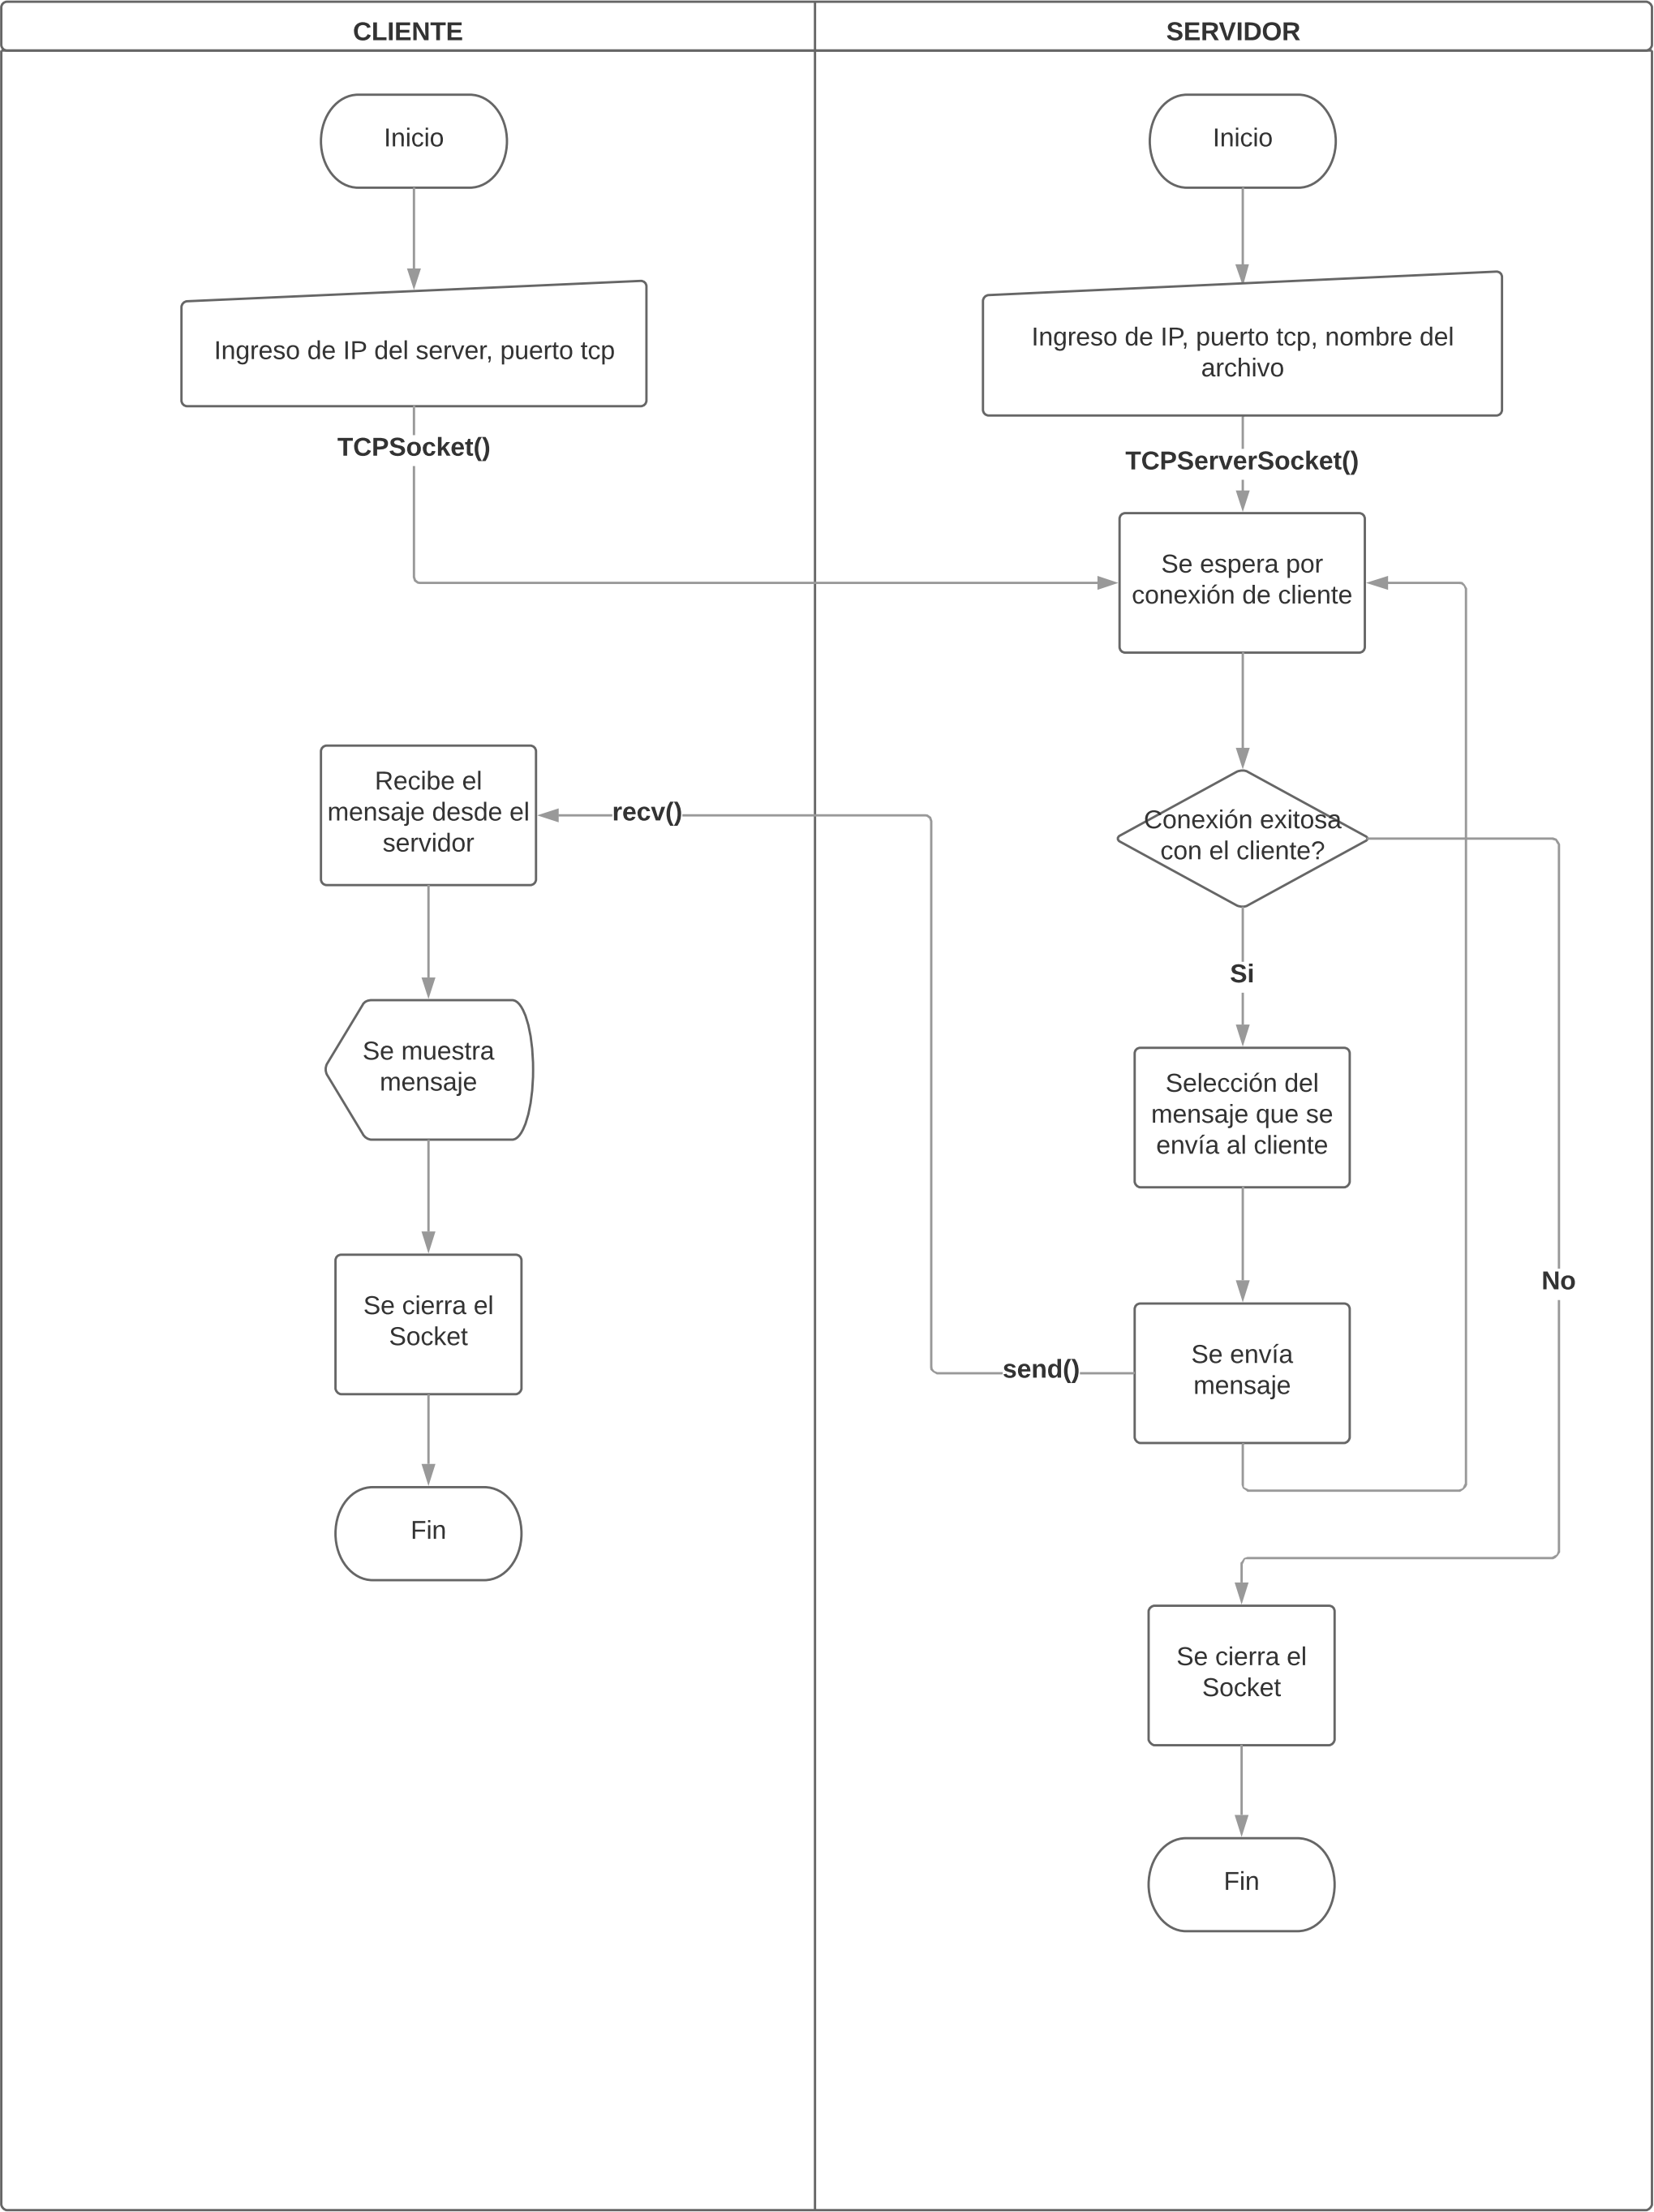 CLIENTE
SERVIDOR
Inicio
Inicio
Ingreso de IP del server, puerto tcp
Ingreso de IP, puerto tcp, nombre del
archivo
TCPSocket()
TCPServerSocket()
Se espera por
conexión de cliente
Recibe el
mensaje desde el
servidor
recv()
Conexión exitosa
con el cliente?
Si
Se muestra
mensaje
Selección del
mensaje que se
envía al cliente
Se cierra el
Socket
No
send()
Se envía
mensaje
Fin
Se cierra el
Socket
Fin